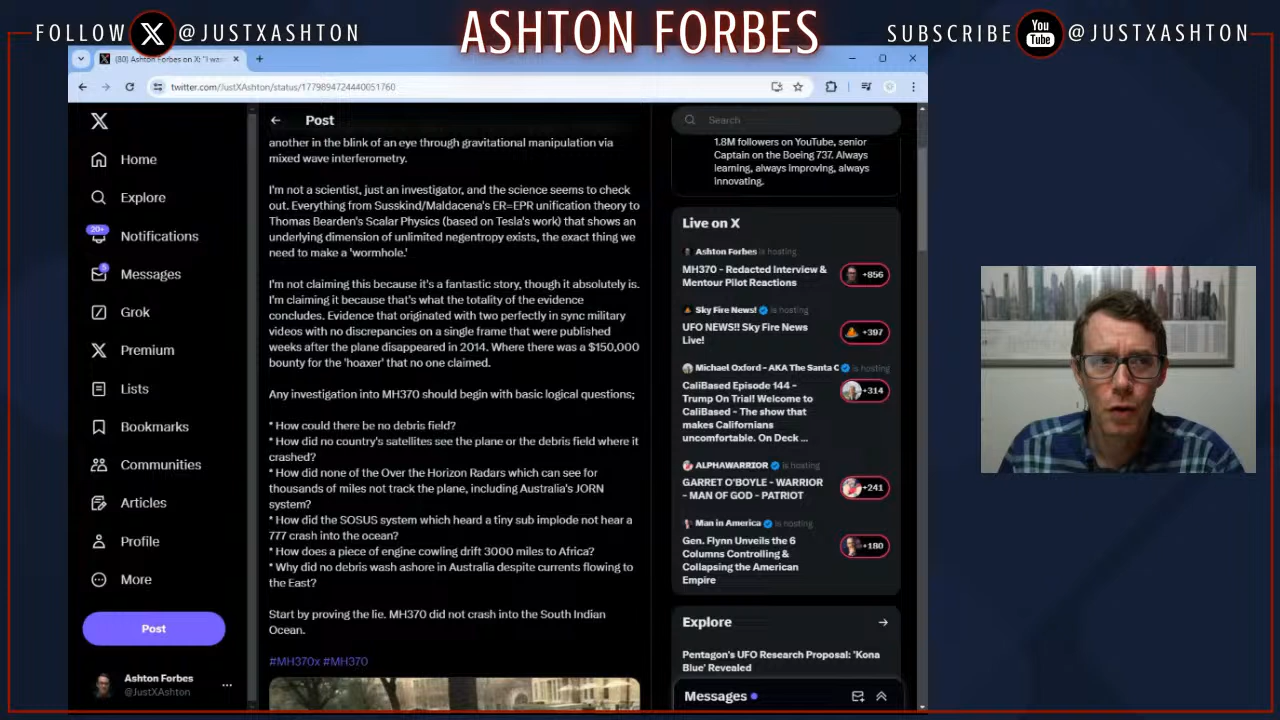 FOLLOW X @JUSTXASHTON
ASHTON FORBES
SUBSCRIBE YouTube @JUSTXASHTON
(80) Ashton Forbes on X: "I wa
twitter.com/JustXAshton/status/1779894724440051760
Home
Explore
20+
Notifications
5
Messages
Grok
Premium
Lists
Bookmarks
Communities
Articles
Profile
More
Post
Ashton Forbes
@JustXAshton
Post
another in the blink of an eye through gravitational manipulation via
mixed wave interferometry.
I'm not a scientist, just an investigator, and the science seems to check
out. Everything from Susskind/Maldacena's ER=EPR unification theory to
Thomas Bearden's Scalar Physics (based on Tesla's work) that shows an
underlying dimension of unlimited negentropy exists, the exact thing we
need to make a 'wormhole.'
I'm not claiming this because it's a fantastic story, though it absolutely is.
I'm claiming it because that's what the totality of the evidence
concludes. Evidence that originated with two perfectly in sync military
videos with no discrepancies on a single frame that were published
weeks after the plane disappeared in 2014. Where there was a $150,000
bounty for the 'hoaxer' that no one claimed.
Any investigation into MH370 should begin with basic logical questions;
* How could there be no debris field?
* How did no country's satellites see the plane or the debris field where it
crashed?
* How did none of the Over the Horizon Radars which can see for
thousands of miles not track the plane, including Australia's JORN
system?
* How did the SOSUS system which heard a tiny sub implode not hear a
777 crash into the ocean?
* How does a piece of engine cowling drift 3000 miles to Africa?
* Why did no debris wash ashore in Australia despite currents flowing to
the East?
Start by proving the lie. MH370 did not crash into the South Indian
Ocean.
#MH370x #MH370
Search
1.8M followers on YouTube, senior
Captain on the Boeing 737. Always
learning, always improving, always
innovating.
Live on X
Ashton Forbes is hosting
MH370 - Redacted Interview &
Mentour Pilot Reactions
+856
Sky Fire News! is hosting
UFO NEWS!! Sky Fire News
Live!
+397
Michael Oxford - AKA The Santa C is hosting
CaliBased Episode 144 -
Trump On Trial! Welcome to
CaliBased - The show that
makes Californians
uncomfortable. On Deck ...
+314
ALPHAWARRIOR is hosting
GARRET O'BOYLE - WARRIOR
- MAN OF GOD - PATRIOT
+241
Man in America is hosting
Gen. Flynn Unveils the 6
Columns Controlling &
Collapsing the American
Empire
+180
Explore
Pentagon's UFO Research Proposal: 'Kona
Blue' Revealed
Messages